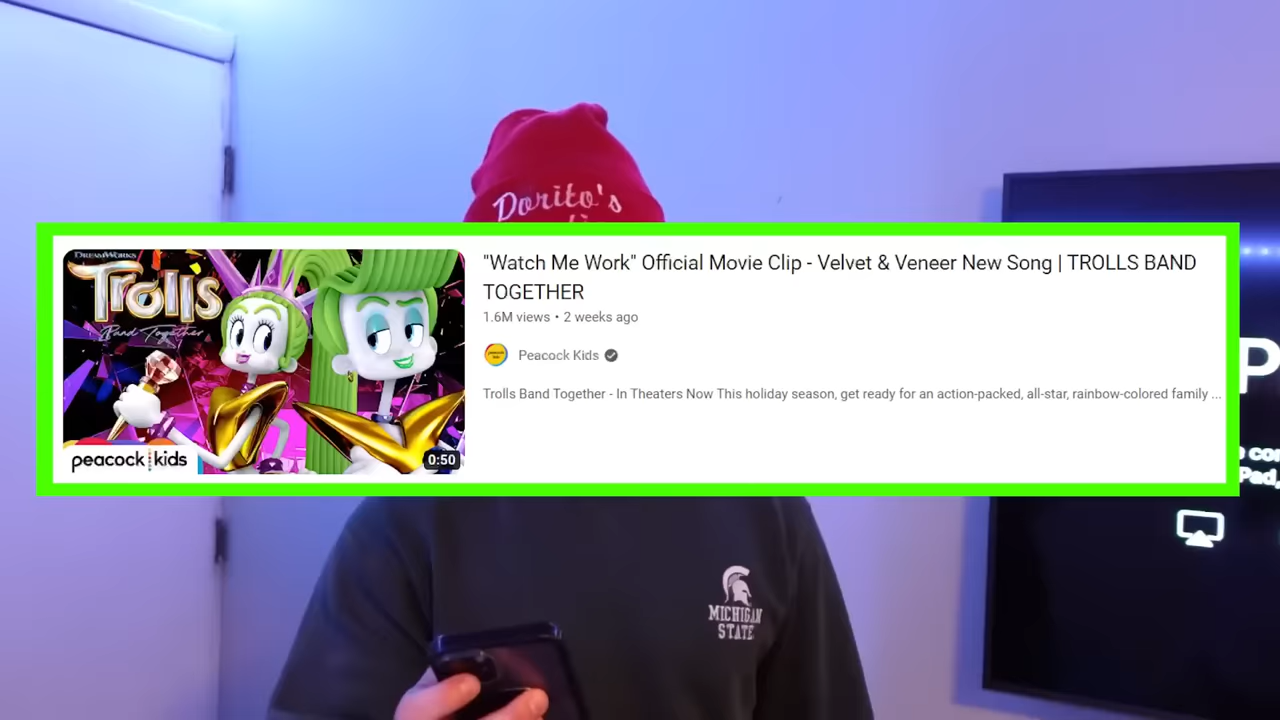 Dorito's
"Watch Me Work" Official Movie Clip - Velvet & Veneer New Song | TROLLS BAND
TOGETHER
1.6M views • 2 weeks ago
Peacock Kids
Trolls Band Together - In Theaters Now This holiday season, get ready for an action-packed, all-star, rainbow-colored family ...
DREAMWORKS
Trolls
Band Together
peacock kids
0:50
MICHIGAN
STATE
P
Pad,